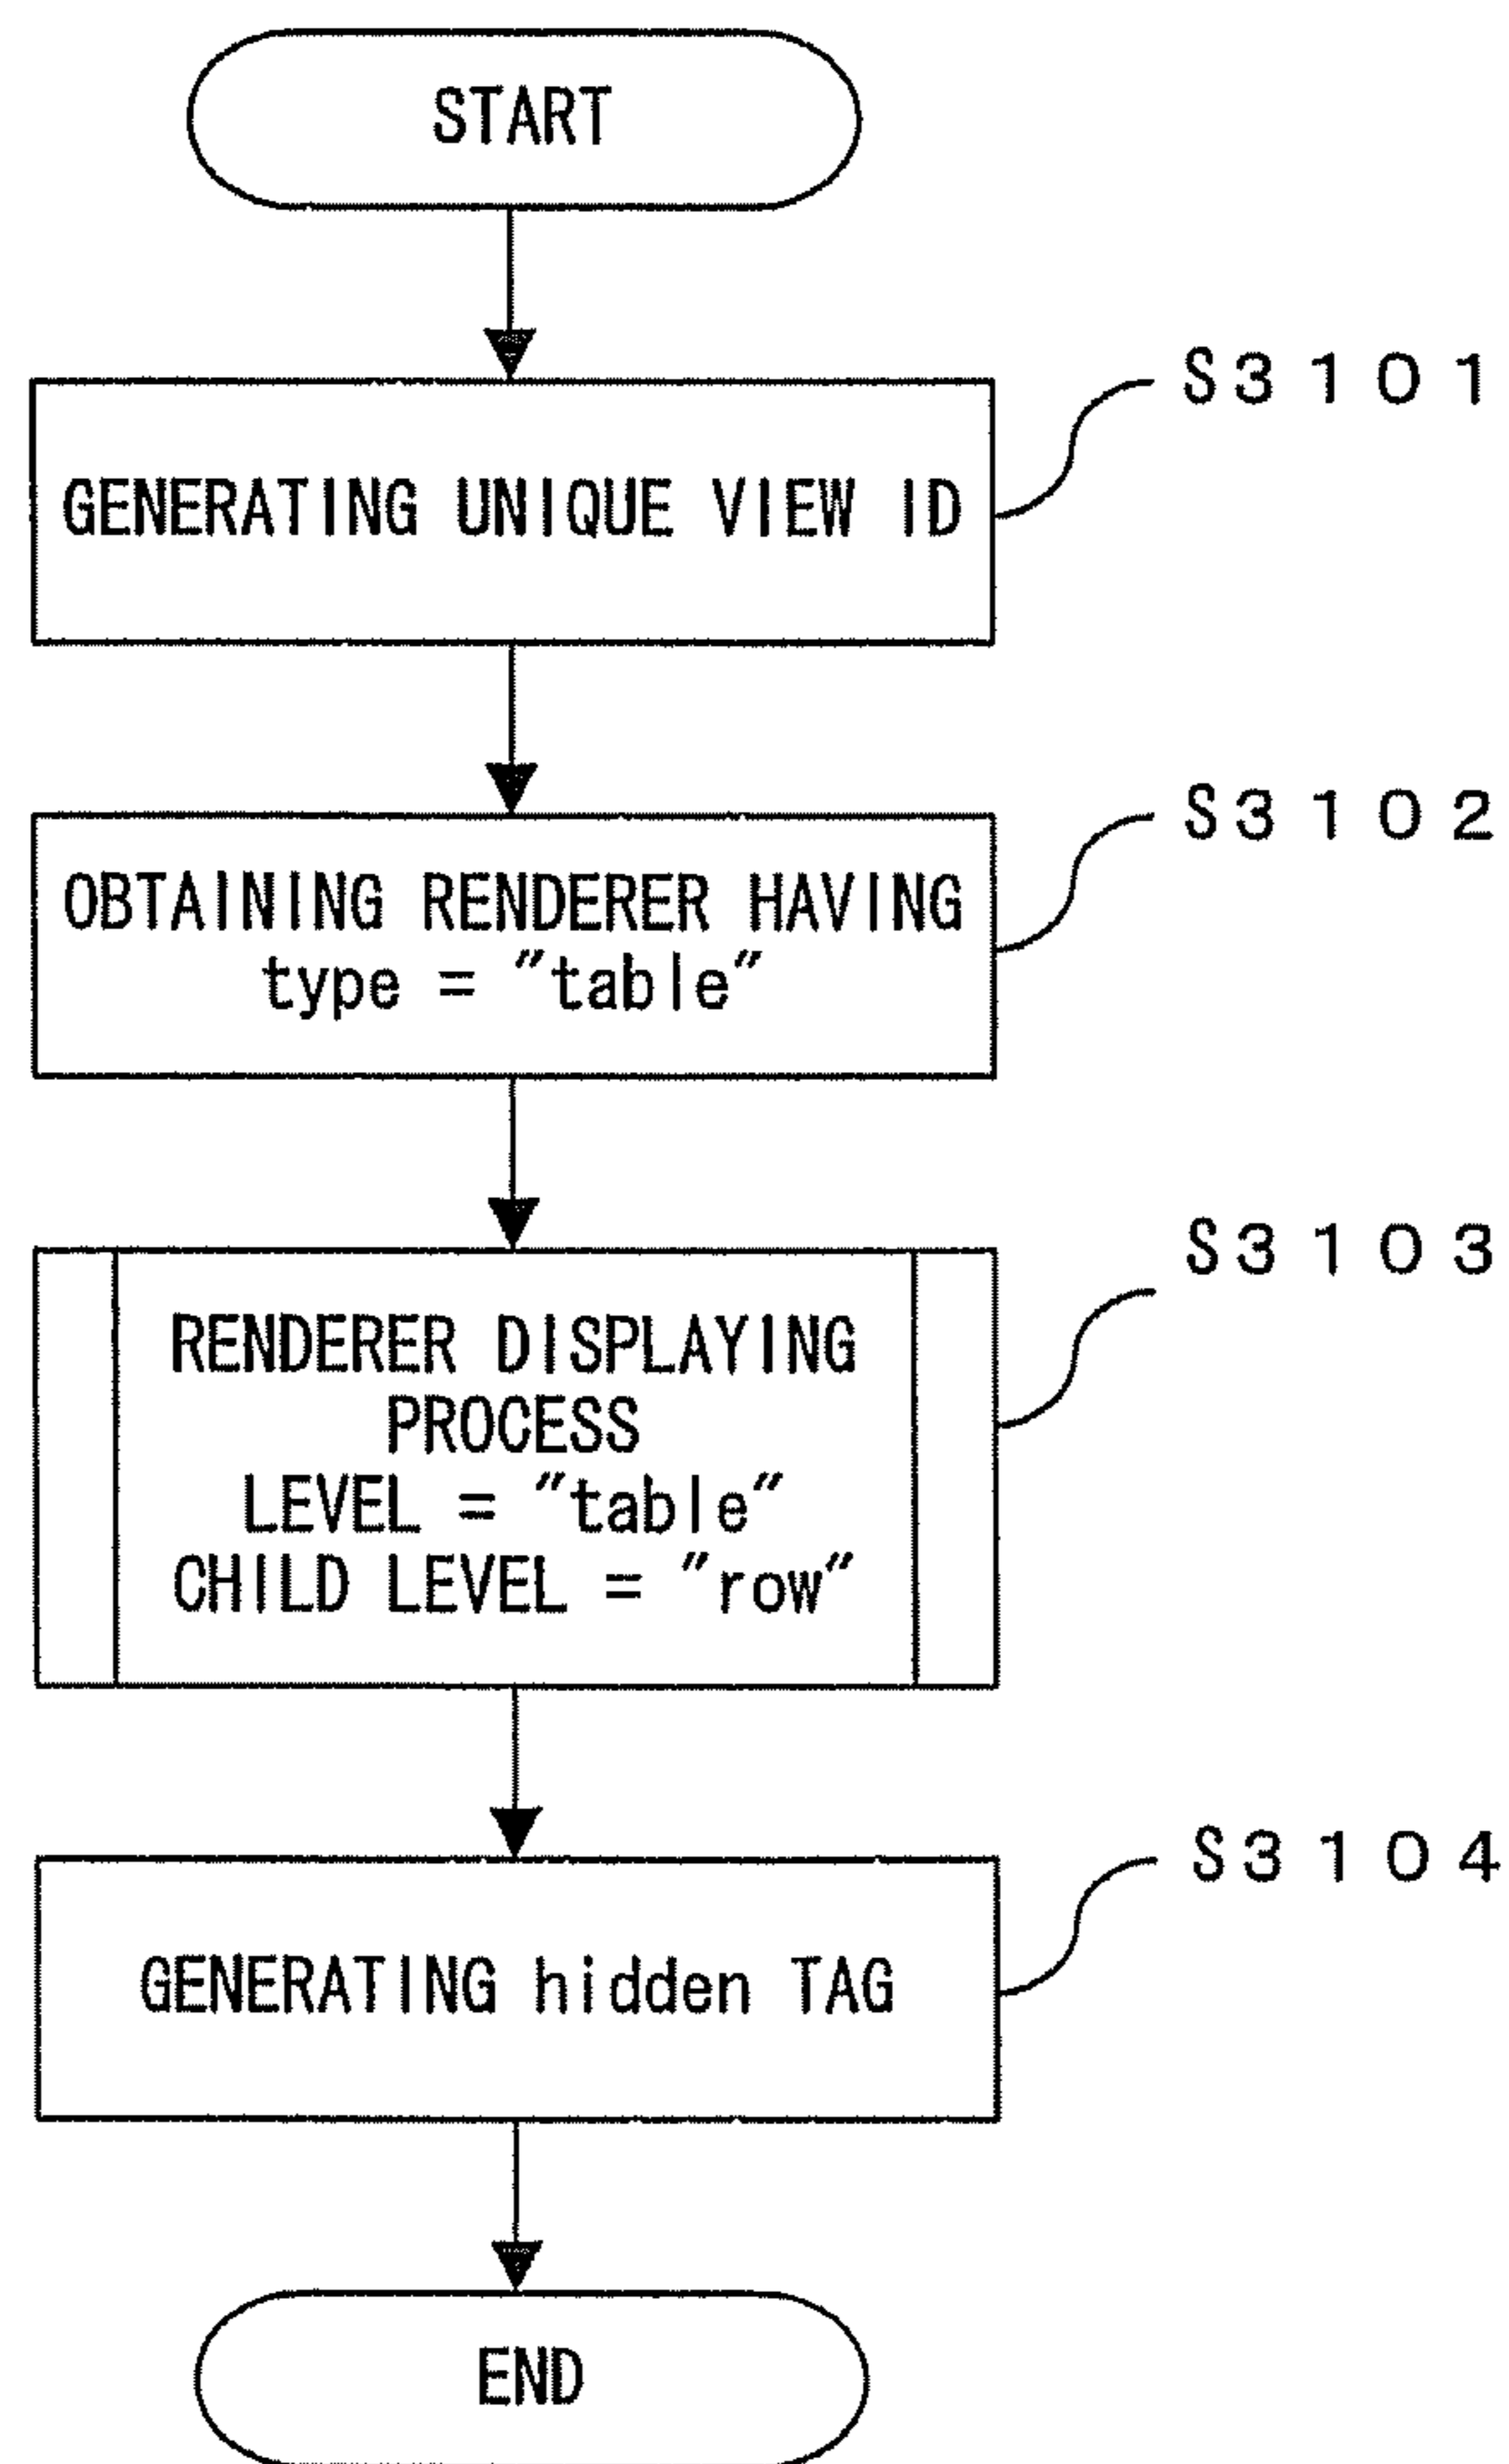 START
S3101
GENERATING UNIQUE VIEW ID
S3102
OBTAINING RENDERER HAVING
type = "table"
S3103
RENDERER DISPLAYING
PROCESS
LEVEL = "table"
CHILD LEVEL = "row"
S3104
GENERATING hidden TAG
END